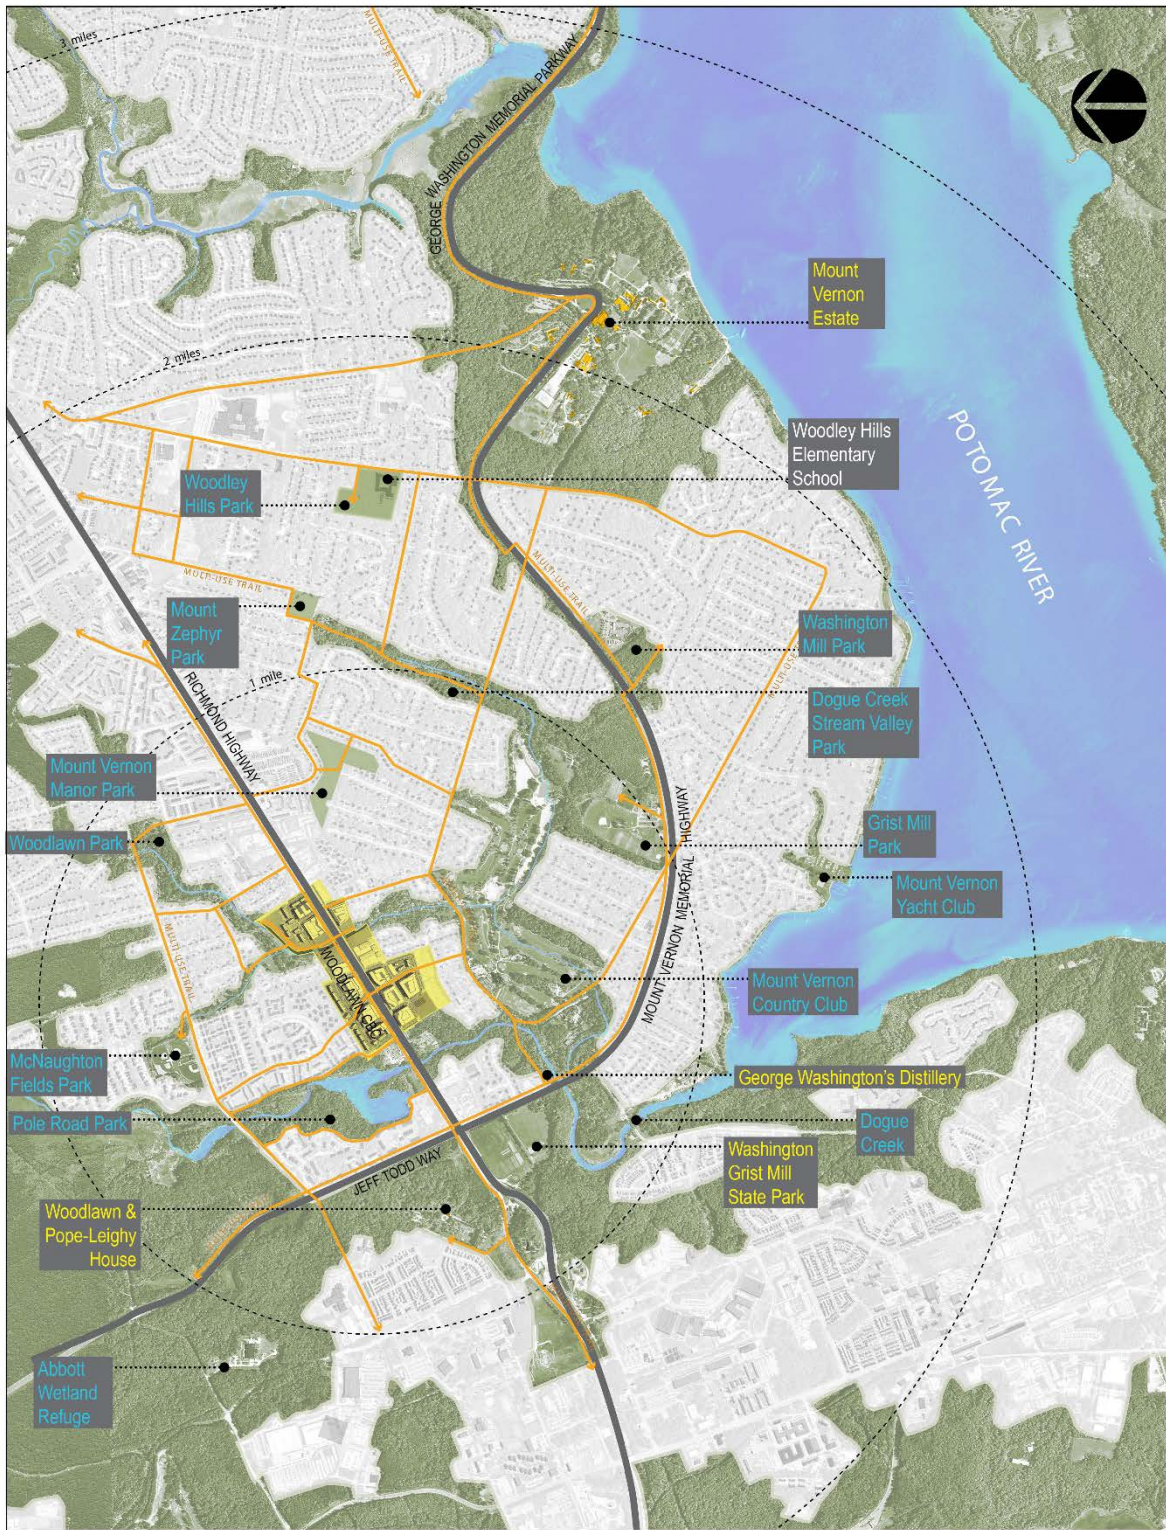 3 miles
MULTI-USE TRAIL
GEORGE WASHINGTON MEMORIAL PARKWAY
Mount
Vernon
Estate
2 miles
POTOMAC RIVER
Woodley Hills
Elementary
School
Woodley
Hills Park
MULTI-USE TRAIL
MULTI-USE TRAIL
Mount
Zephyr
Park
Washington
Mill Park
MULTI-USE
1 mile
RICHMOND HIGHWAY
Dogue Creek
Stream Valley
Park
Mount Vernon
Manor Park
Woodlawn Park
Grist Mill
Park
Mount Vernon
Yacht Club
MULTI-USE TRAIL
WOODLAWN CBC
MOUNT VERNON MEMORIAL HIGHWAY
Mount Vernon
Country Club
McNaughton
Fields Park
George Washington's Distillery
Pole Road Park
Dogue
Creek
JEFF TODD WAY
Washington
Grist Mill
State Park
Woodlawn &
Pope-Leighy
House
Abbott
Wetland
Refuge